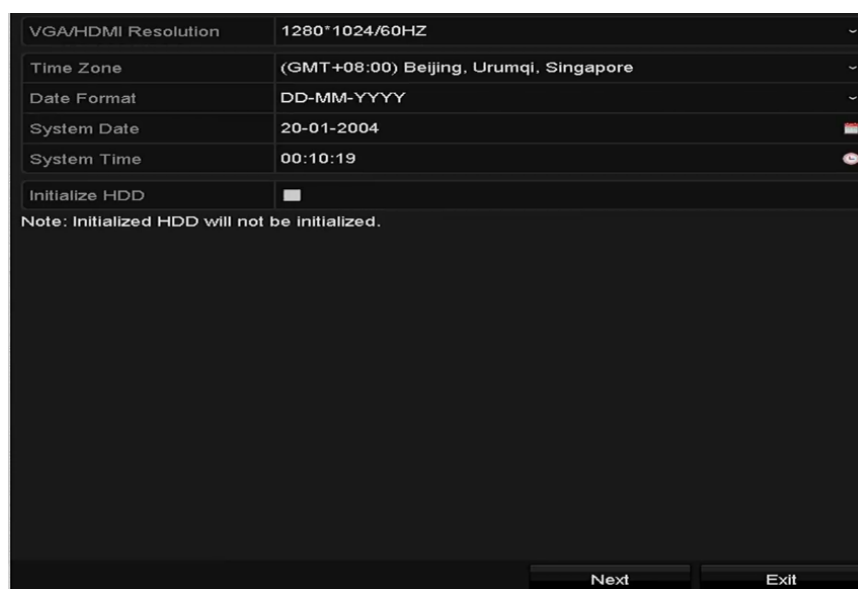 VGA/HDMI Resolution 1280*1024/60HZ
Time Zone (GMT+08:00) Beijing, Urumqi, Singapore
Date Format DD-MM-YYYY
System Date 20-01-2004
System Time 00:10:19
Initialize HDD
Note: Initialized HDD will not be initialized.
Next Exit